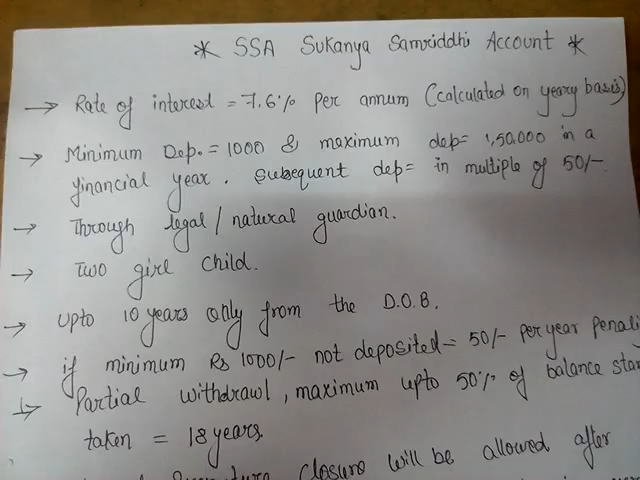 * SSA Sukanya Samriddhi Account *
→ Rate of interest = 7.6% per annum (calculated on yeary basis)
→ Minimum Dep. = 1000 & maximum dep= 1,50,000 in a
financial year. Subsequent dep= in multiple of 50/-
→ Through legal / natural guardian.
→ Two girl child.
→ Upto 10 years only from the D.O.B.
→ if minimum Rs 1000/- not deposited = 50/- per year penal
→ Partial withdrawl, maximum upto 50% of balance stan
taken = 18 years.
closure will be allowed after